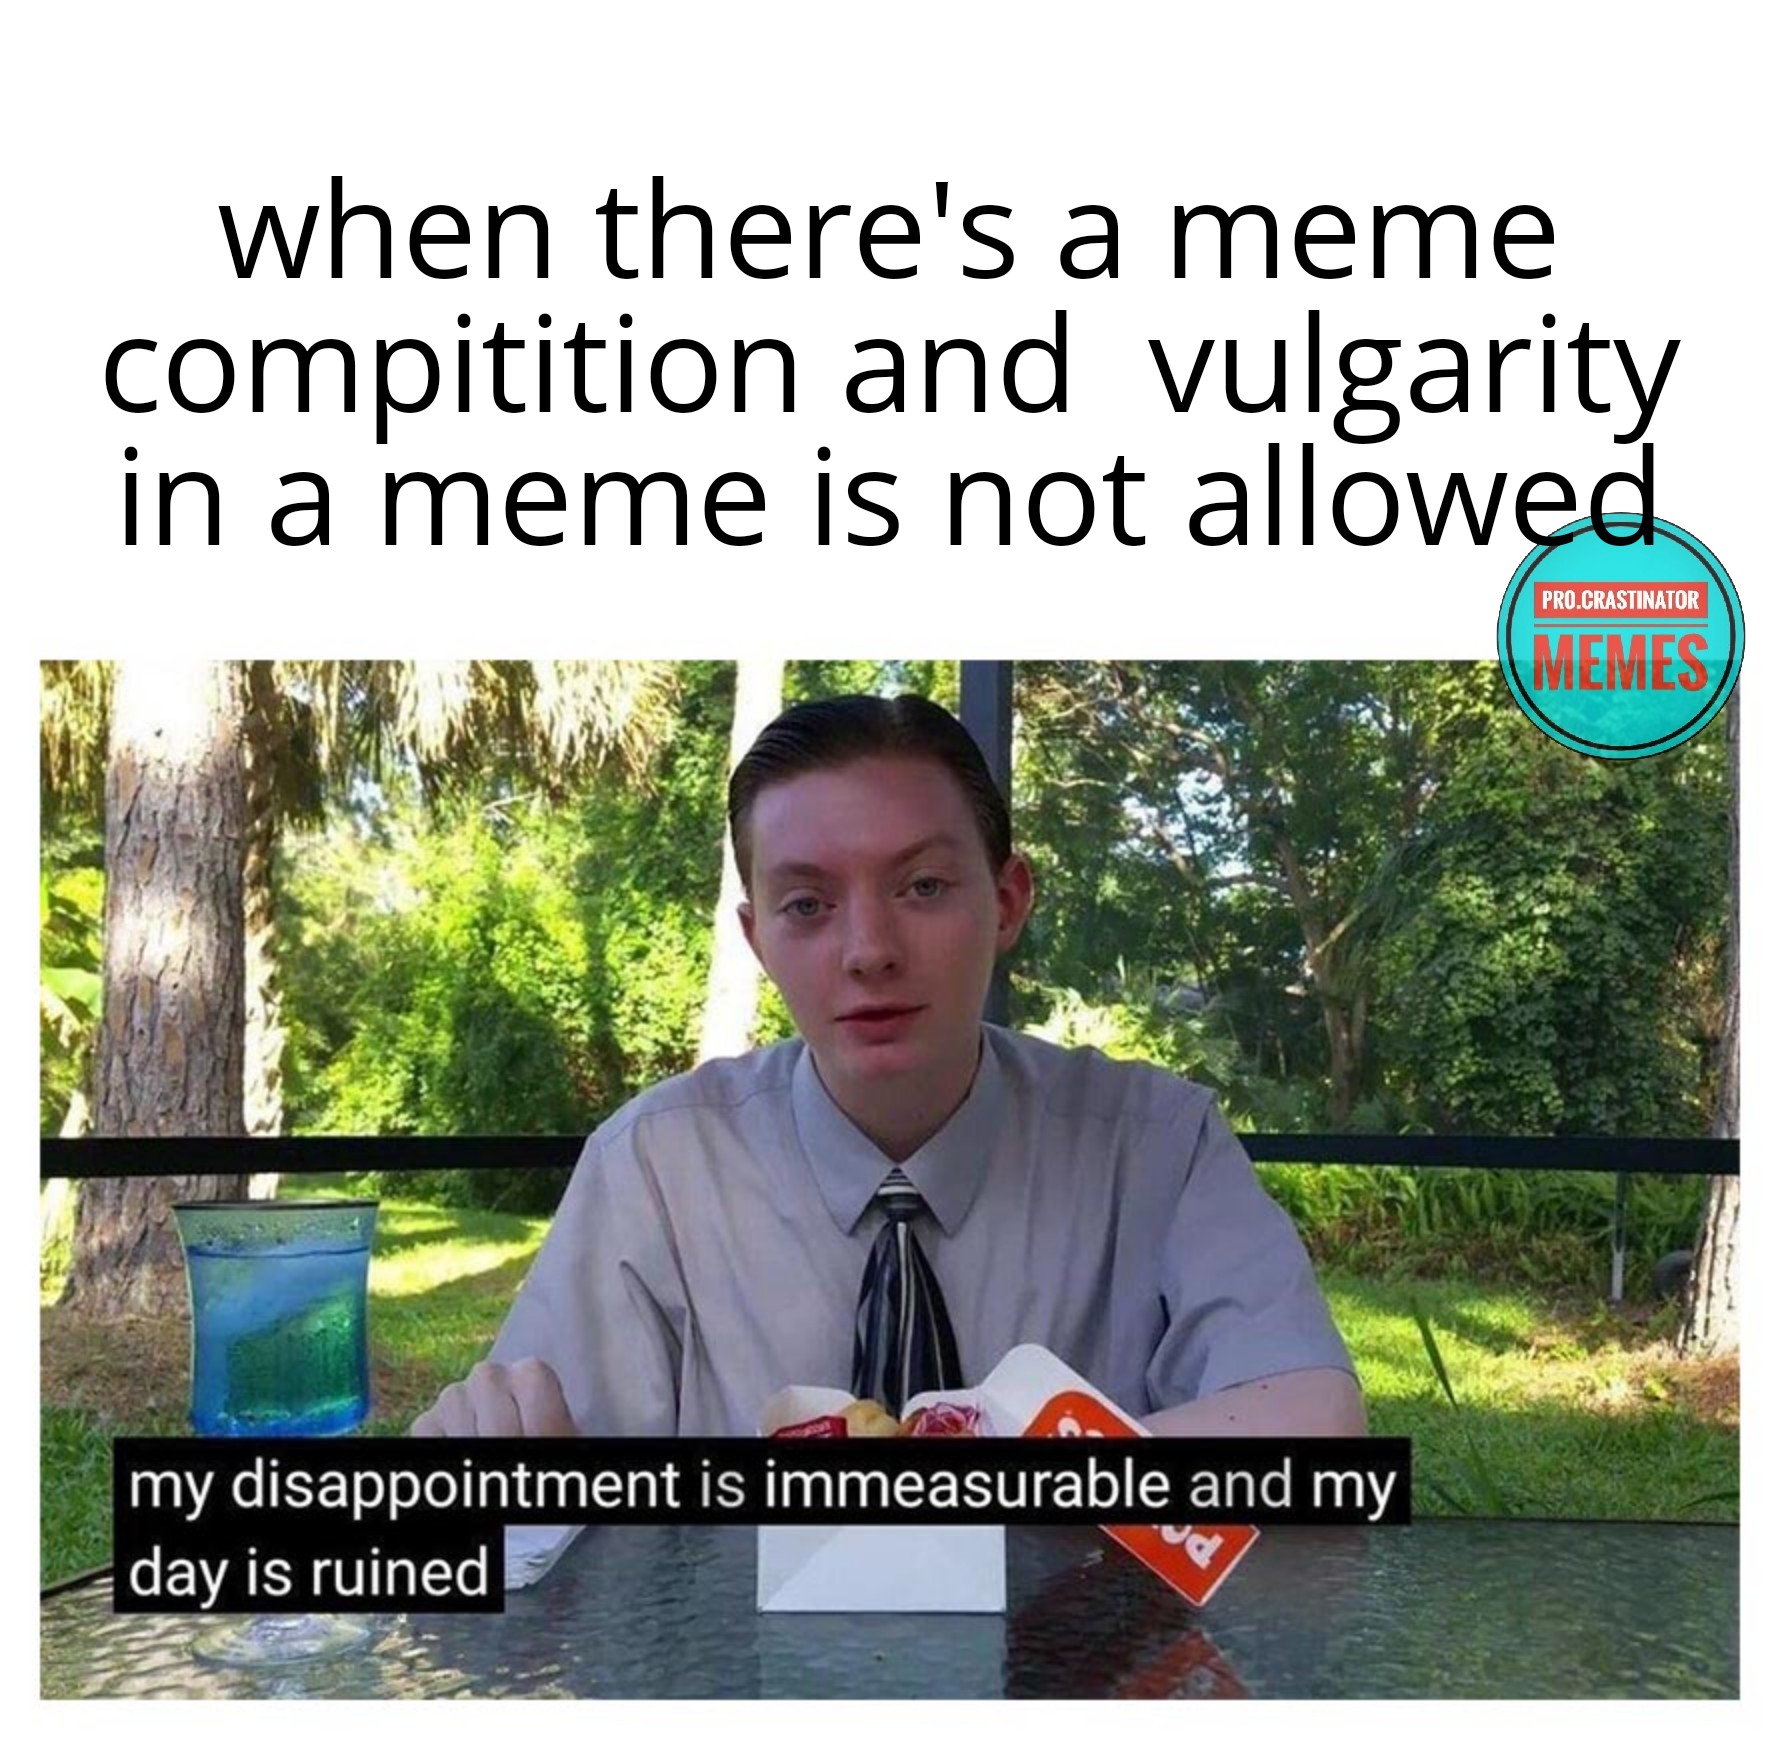 when there's a meme
compitition and  vulgarity
in a meme is not allowed
PRO.CRASTINATOR
MEMES
my disappointment is immeasurable and my
day is ruined